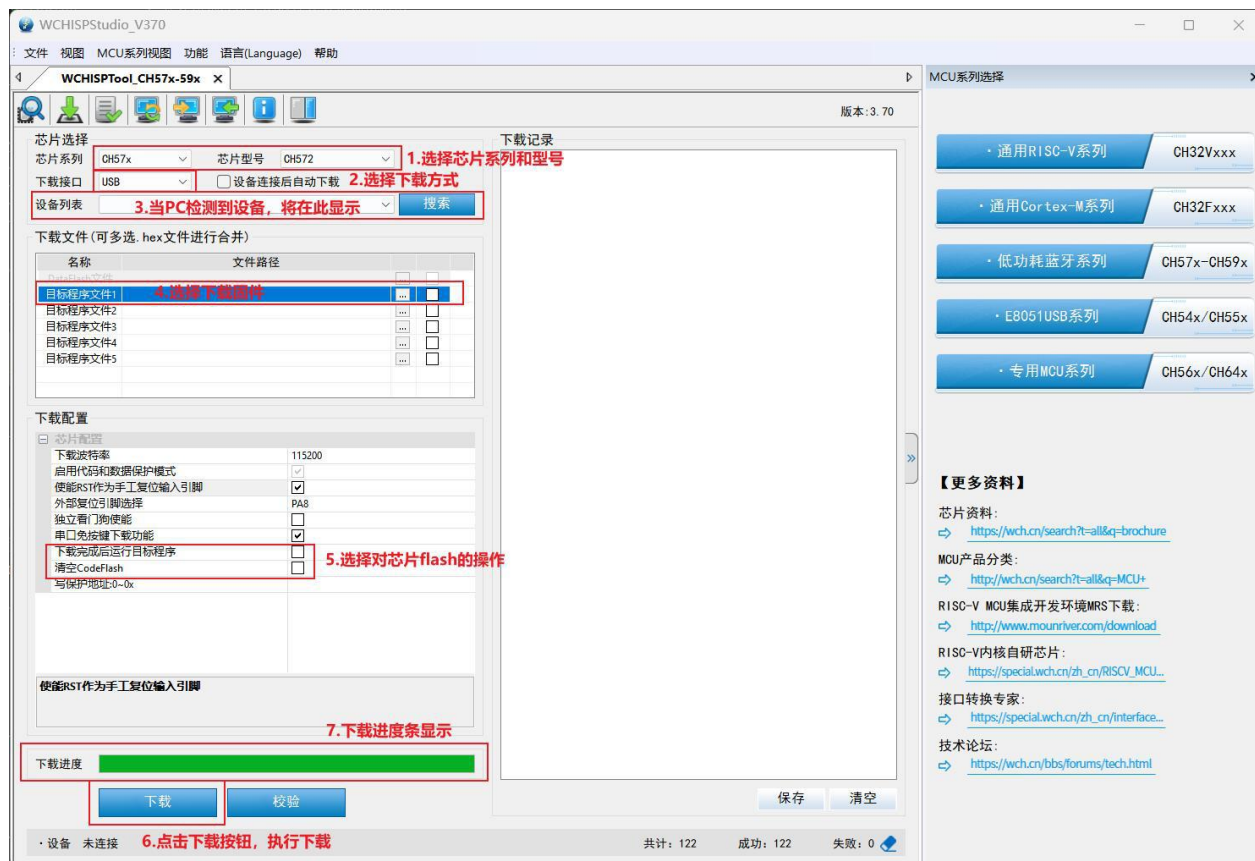 WCHISPStudio_V370
文件 视图 MCU系列视图 功能 语言(Language) 帮助
WCHISPTool_CH57x-59x X
版本:3.70
芯片选择
芯片系列 CH57x 芯片型号 CH572 1.选择芯片系列和型号
下载接口 USB 设备连接后自动下载 2.选择下载方式
设备列表 3.当PC检测到设备，将在此显示 搜索
下载文件(可多选.hex文件进行合并)
名称 文件路径
DataFlash文件
目标程序文件1 4.选择下载固件 ...
目标程序文件2 ...
目标程序文件3 ...
目标程序文件4 ...
目标程序文件5 ...
下载配置
芯片配置
下载波特率 115200
启用代码和数据保护模式
使能RST作为手工复位输入引脚
外部复位引脚选择 PA8
独立看门狗使能
串口免按键下载功能
下载完成后运行目标程序
清空CodeFlash
5.选择对芯片flash的操作
写保护地址:0~0x
使能RST作为手工复位输入引脚
7.下载进度条显示
下载进度
下载 校验
6.点击下载按钮，执行下载
·设备 未连接
下载记录
保存 清空
共计: 122 成功: 122 失败: 0
MCU系列选择
·通用RISC-V系列 CH32Vxxx
·通用Cortex-M系列 CH32Fxxx
·低功耗蓝牙系列 CH57x-CH59x
·E8051USB系列 CH54x/CH55x
·专用MCU系列 CH56x/CH64x
【更多资料】
芯片资料:
https://wch.cn/search?t=all&q=brochure
MCU产品分类:
http://wch.cn/search?t=all&q=MCU+
RISC-V MCU集成开发环境MRS下载:
http://www.mounriver.com/download
RISC-V内核自研芯片:
https://special.wch.cn/zh_cn/RISCV_MCU...
接口转换专家:
https://special.wch.cn/zh_cn/interface...
技术论坛:
https://wch.cn/bbs/forums/tech.html